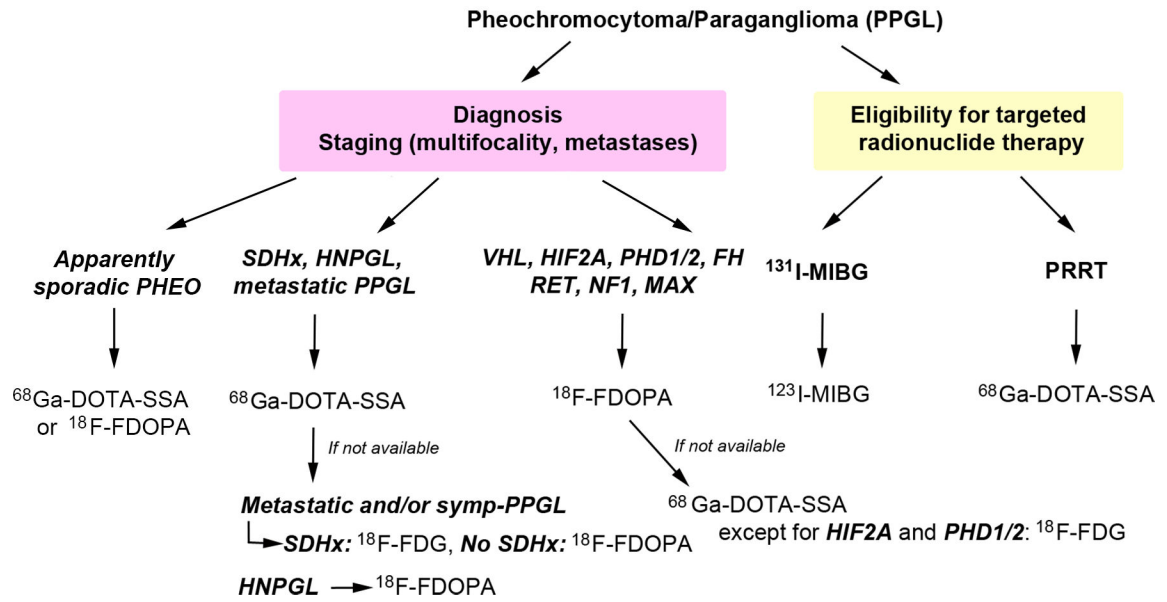 Pheochromocytoma/Paraganglioma (PPGL)
Diagnosis
Staging (multifocality, metastases)
Eligibility for targeted
radionuclide therapy
Apparently
sporadic PHEO
SDHx, HNPGL,
metastatic PPGL
VHL, HIF2A, PHD1/2, FH
RET, NF1, MAX
¹³¹I-MIBG
PRRT
⁶⁸Ga-DOTA-SSA
or ¹⁸F-FDOPA
⁶⁸Ga-DOTA-SSA
¹⁸F-FDOPA
¹²³I-MIBG
⁶⁸Ga-DOTA-SSA
If not available
If not available
Metastatic and/or symp-PPGL
SDHx: ¹⁸F-FDG, No SDHx: ¹⁸F-FDOPA
HNPGL ¹⁸F-FDOPA
⁶⁸Ga-DOTA-SSA
except for HIF2A and PHD1/2: ¹⁸F-FDG